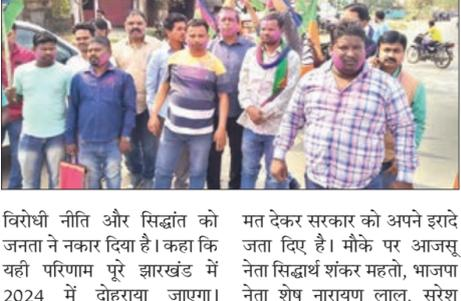 विरोधी नीति और सिद्धांत को
जनता ने नकार दिया है। कहा कि
यही परिणाम पूरे झारखंड में
2024 में दोहराया जाएगा।
मत देकर सरकार को अपने इरादे
जता दिए है। मौके पर आजसू
नेता सिद्धार्थ शंकर महतो, भाजपा
नेता शेष नारायण लाल, सुरेश